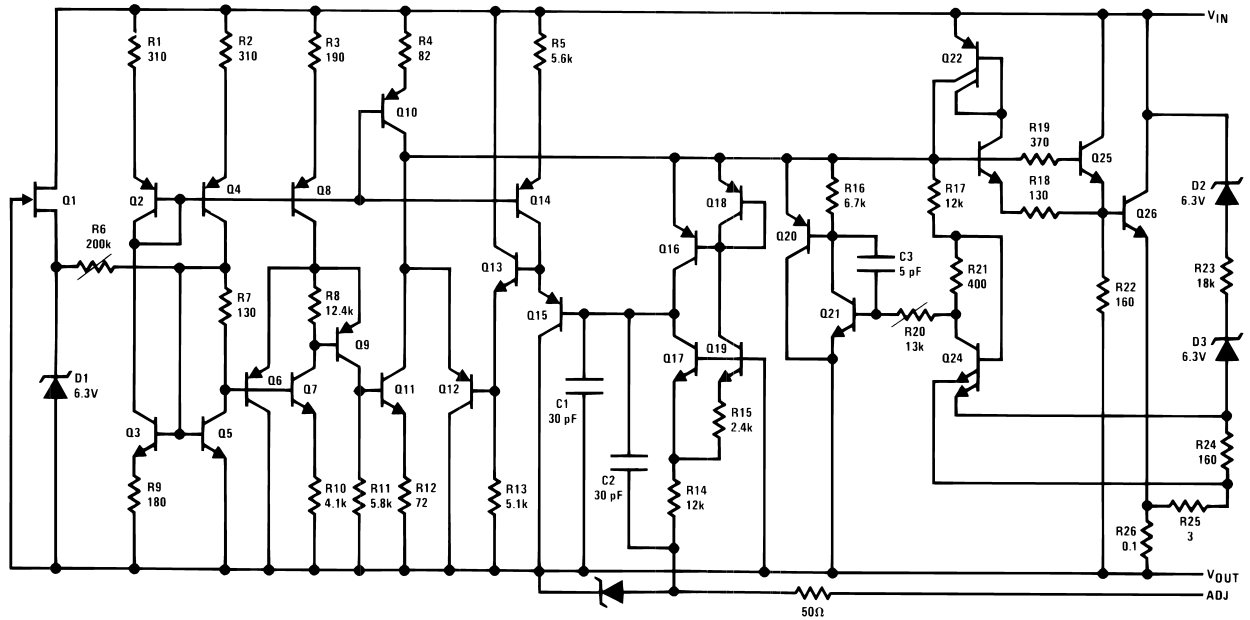 VIN
R1
310
R2
310
R3
190
R4
82
R5
5.6k
Q22
Q10
R19
370
Q25
Q1
Q2
Q4
Q8
Q14
Q18
R16
6.7k
R17
12k
R18
130
Q26
D2
6.3V
R6
200k
Q13
Q16
Q20
C3
5 pF
R21
400
R23
18k
R7
130
R8
12.4k
Q15
Q21
R20
13k
R22
160
Q9
Q17
Q19
Q24
D3
6.3V
D1
6.3V
Q6
Q7
Q11
Q12
C1
30 pF
R15
2.4k
Q3
Q5
R24
160
C2
30 pF
R9
180
R10
4.1k
R11
5.8k
R12
72
R13
5.1k
R14
12k
R26
0.1
R25
3
VOUT
ADJ
50Ω